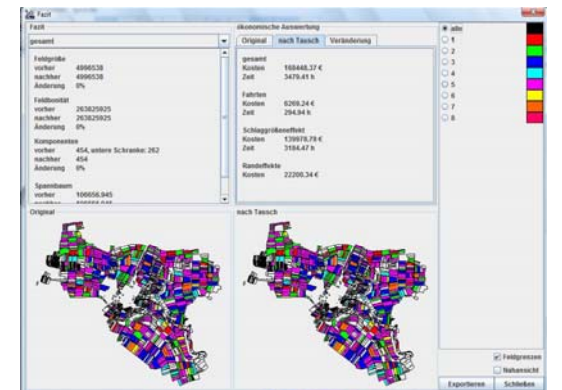 Fazit
Fazit
gesamt
Feldgröße
vorher 4996538
nachher 4996538
Änderung 0%
Feldbonität
vorher 263825925
nachher 263825925
Änderung 0%
Komponenten
vorher 454, untere Schranke: 262
nachher 454
Änderung 0%
Spannbaum
vorher 106656.945
ökonomische Auswertung
Original nach Tausch Veränderung
gesamt
Kosten 168448,37 €
Zeit 3479.41 h
Fahrten
Kosten 6269,24 €
Zeit 294.94 h
Schlaggrößeneffekt
Kosten 139978,79 €
Zeit 3184.47 h
Randeffekte
Kosten 22200,34 €
alle
1
2
3
4
5
6
7
8
Original
nach Tausch
Feldgrenzen
Nahansicht
Exportieren Schließen